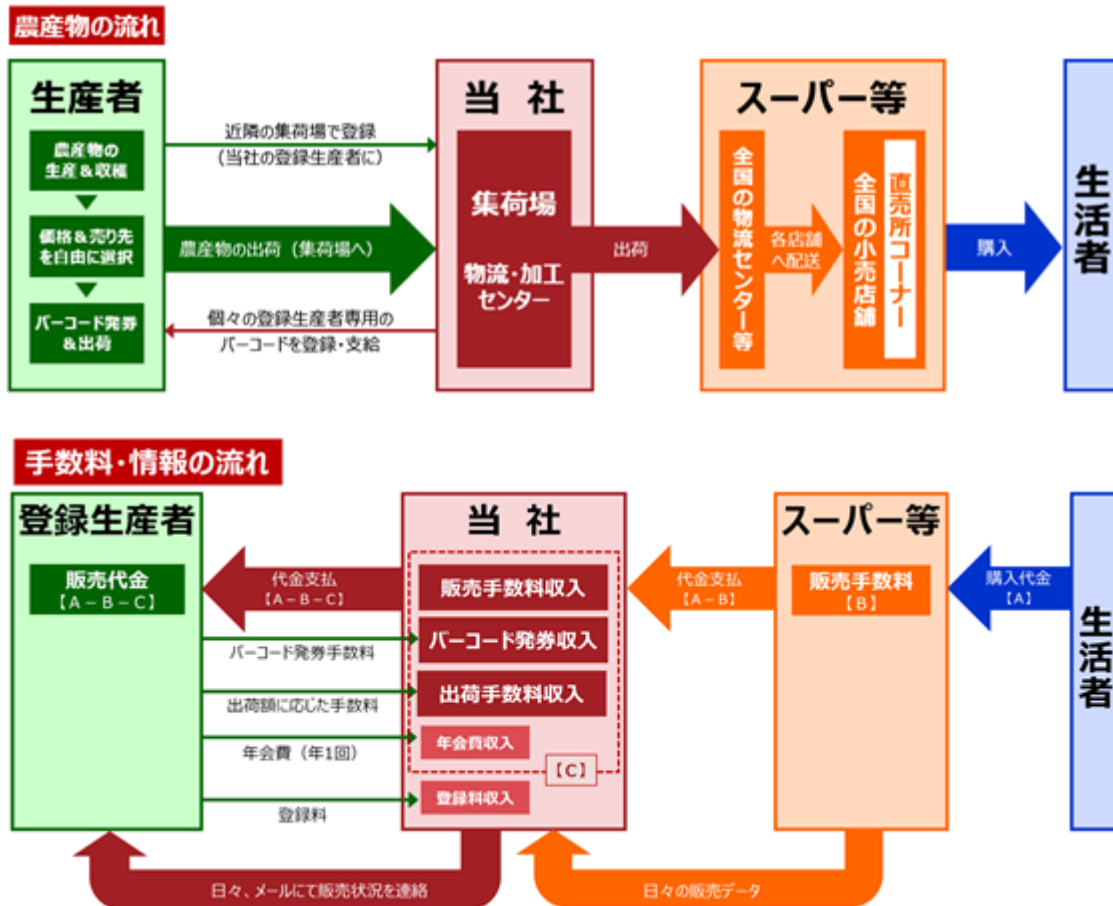 農産物の流れ
生産者
農産物の
生産&収穫
価格&売り先
を自由に選択
バーコード発券
&出荷
近隣の集荷場で登録
(当社の登録生産者に)
農産物の出荷 (集荷場へ)
個々の登録生産者専用の
バーコードを登録・支給
当 社
集荷場
物流・加工
センター
出荷
スーパー等
全国の物流センター等
各店舗
へ配送
全国の小売店舗
直売所コーナー
購入
生活者
手数料・情報の流れ
登録生産者
販売代金
【A-B-C】
代金支払
【A-B-C】
バーコード発券手数料
出荷額に応じた手数料
年会費 (年1回)
登録料
当 社
販売手数料収入
バーコード発券収入
出荷手数料収入
年会費収入
【C】
登録料収入
代金支払
【A-B】
スーパー等
販売手数料
【B】
購入代金
【A】
生活者
日々、メールにて販売状況を連絡
日々の販売データ